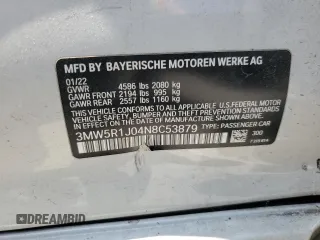 MFD BY BAYERISCHE MOTOREN WERKE AG
01/22
GVWR 4586 lbs 2080 kg
GAWR FRONT 2194 lbs 995 kg
GAWR REAR 2557 lbs 1160 kg
THIS VEHICLE CONFORMS TO ALL APPLICABLE
U.S. FEDERAL MOTOR VEHICLE SAFETY, BUMPER,
AND THEFT PREVENTION STANDARDS IN EFFECT
ON THE DATE OF MANUFACTURE SHOWN ABOVE.
3MW5R1J04N8C53879 TYPE: PASSENGER CAR
300
DREAMBID